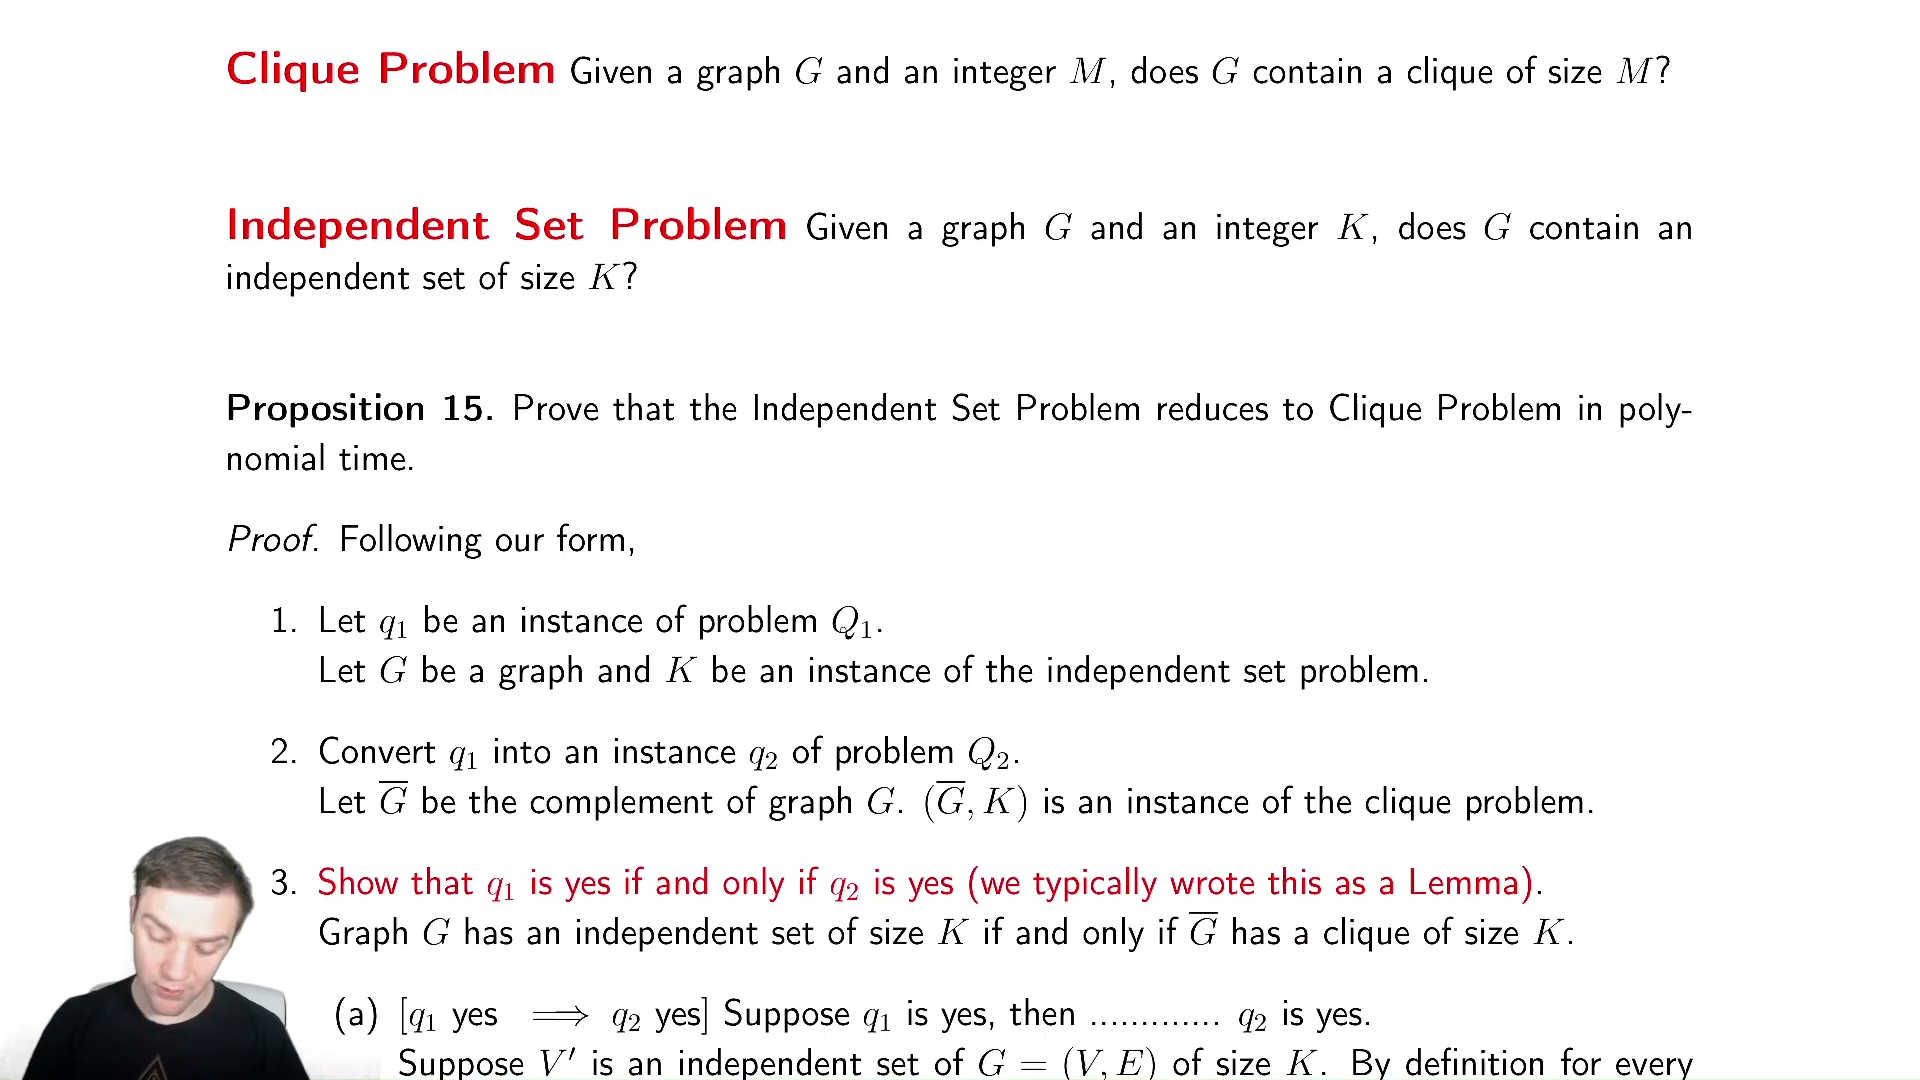 Clique Problem Given a graph G and an integer M, does G contain a clique of size M?
Independent Set Problem Given a graph G and an integer K, does G contain an
independent set of size K?
Proposition 15. Prove that the Independent Set Problem reduces to Clique Problem in poly-
nomial time.
Proof. Following our form,
1. Let q₁ be an instance of problem Q₁.
Let G be a graph and K be an instance of the independent set problem.
2. Convert q₁ into an instance q₂ of problem Q₂.
Let G̅ be the complement of graph G. (G̅, K) is an instance of the clique problem.
3. Show that q₁ is yes if and only if q₂ is yes (we typically wrote this as a Lemma).
Graph G has an independent set of size K if and only if G̅ has a clique of size K.
(a) [q₁ yes ⟹ q₂ yes] Suppose q₁ is yes, then ............. q₂ is yes.
Suppose V′ is an independent set of G = (V, E) of size K. By definition for every